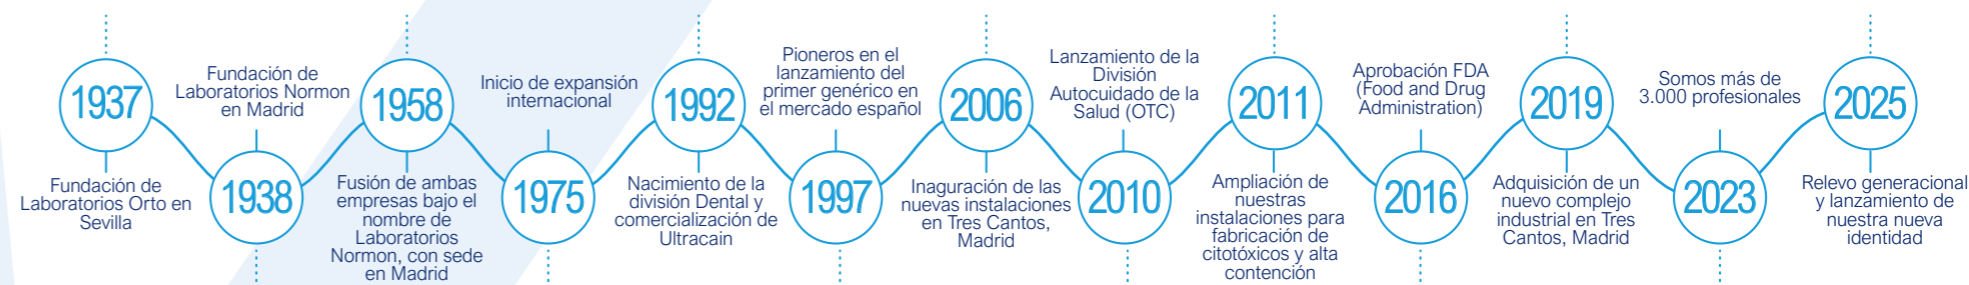 1937
Fundación de
Laboratorios Orto en
Sevilla
Fundación de
Laboratorios Normon
en Madrid
1938
1958
Fusión de ambas
empresas bajo el
nombre de
Laboratorios
Normon, con sede
en Madrid
Inicio de expansión
internacional
1975
1992
Nacimiento de la
división Dental y
comercialización de
Ultracain
Pioneros en el
lanzamiento del
primer genérico en
el mercado español
1997
2006
Inaguración de las
nuevas instalaciones
en Tres Cantos,
Madrid
Lanzamiento de la
División
Autocuidado de la
Salud (OTC)
2010
2011
Ampliación de
nuestras
instalaciones para
fabricación de
citotóxicos y alta
contención
Aprobación FDA
(Food and Drug
Administration)
2016
2019
Adquisición de un
nuevo complejo
industrial en Tres
Cantos, Madrid
Somos más de
3.000 profesionales
2023
2025
Relevo generacional
y lanzamiento de
nuestra nueva
identidad